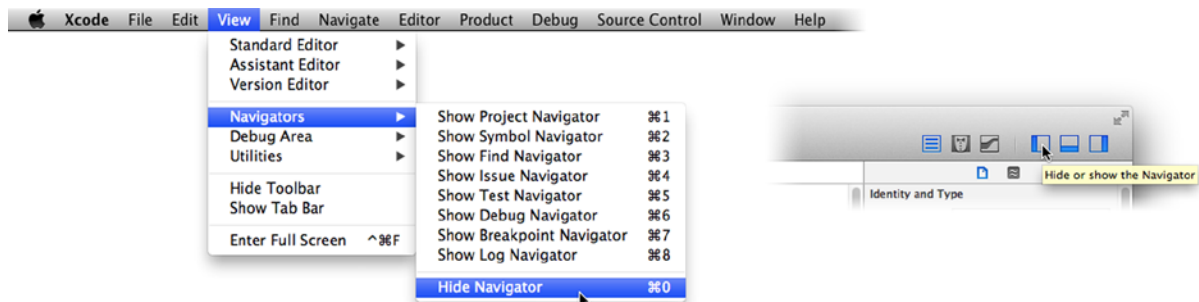 Xcode File Edit View Find Navigate Editor Product Debug Source Control Window Help
Standard Editor
Assistant Editor
Version Editor
Navigators
Debug Area
Utilities
Hide Toolbar
Show Tab Bar
Enter Full Screen ^⌘F
Show Project Navigator ⌘1
Show Symbol Navigator ⌘2
Show Find Navigator ⌘3
Show Issue Navigator ⌘4
Show Test Navigator ⌘5
Show Debug Navigator ⌘6
Show Breakpoint Navigator ⌘7
Show Log Navigator ⌘8
Hide Navigator ⌘0
Hide or show the Navigator
Identity and Type